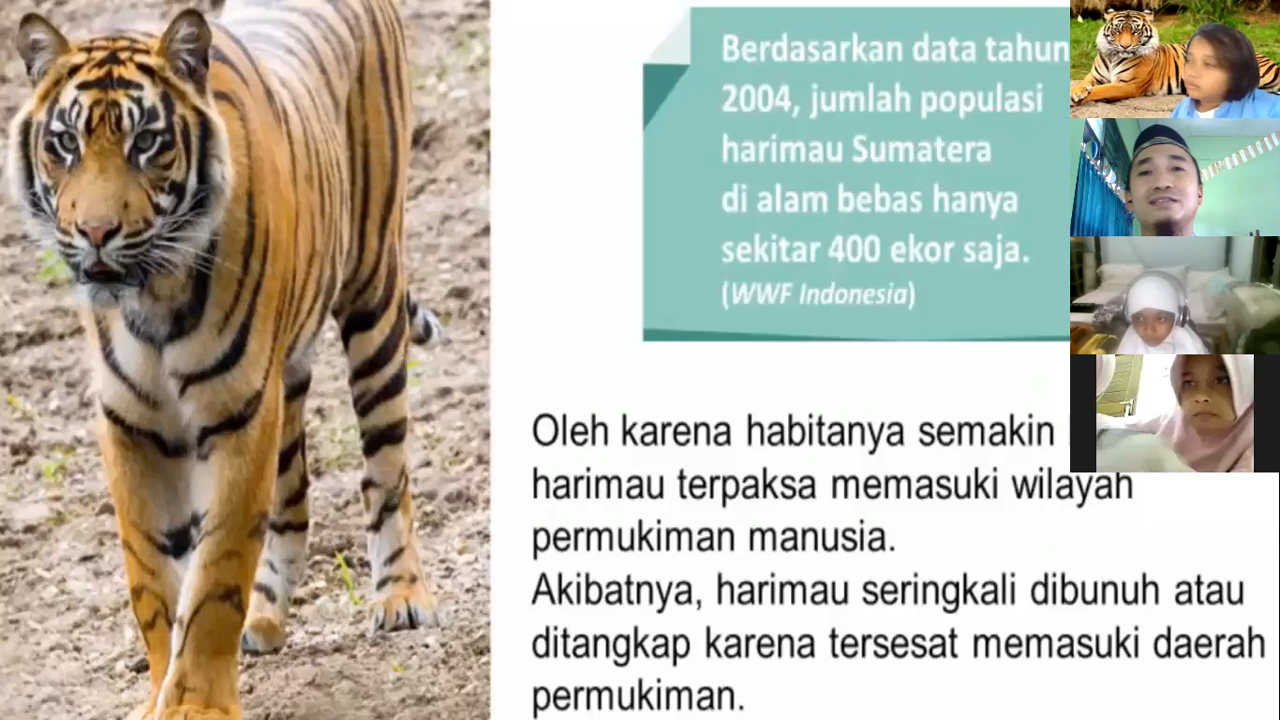 Berdasarkan data tahun
2004, jumlah populasi
harimau Sumatera
di alam bebas hanya
sekitar 400 ekor saja.
(WWF Indonesia)
Oleh karena habitanya semakin
harimau terpaksa memasuki wilayah
permukiman manusia.
Akibatnya, harimau seringkali dibunuh atau
ditangkap karena tersesat memasuki daerah
permukiman.